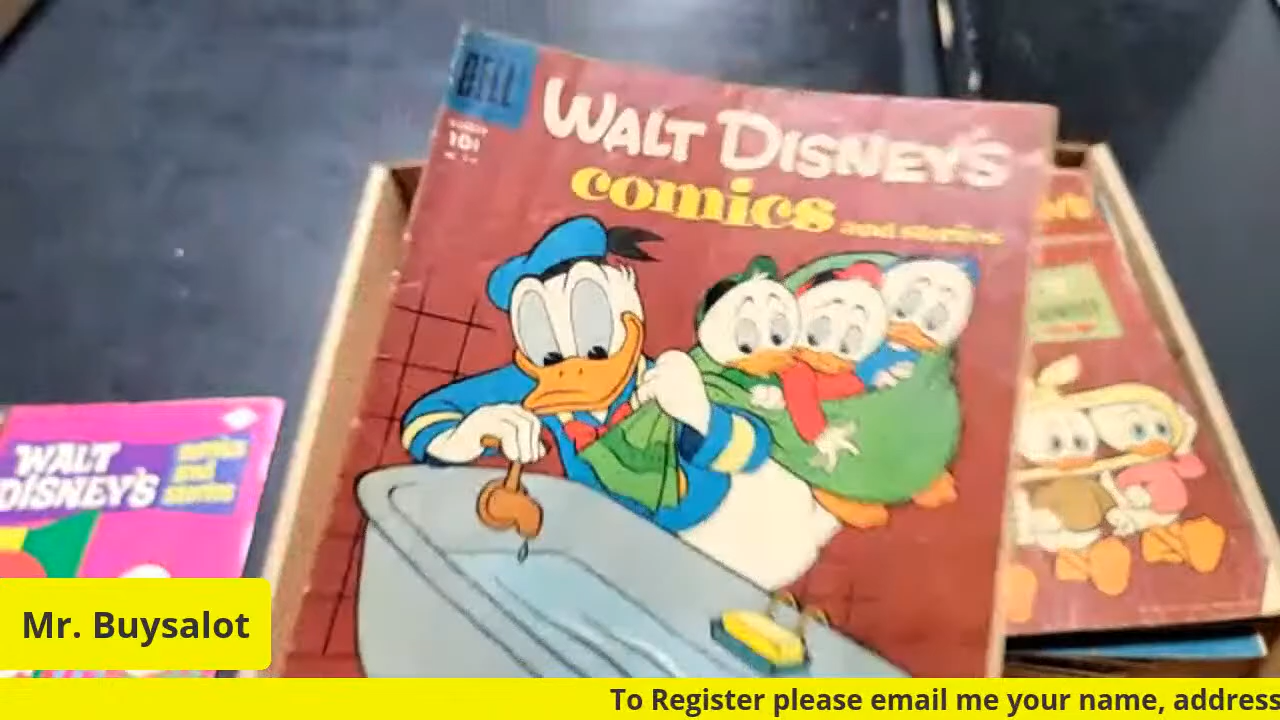 DELL
10¢
WALT DISNEY'S
comics and stories
WALT
DISNEY'S
comics
and
stories
Mr. Buysalot
To Register please email me your name, address